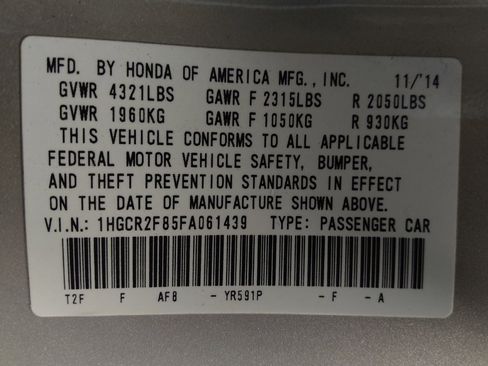 MFD. BY HONDA OF AMERICA MFG., INC. 11/'14
GVWR 4321LBS GAWR F 2315LBS R 2050LBS
GVWR 1960KG GAWR F 1050KG R 930KG
THIS VEHICLE CONFORMS TO ALL APPLICABLE
FEDERAL MOTOR VEHICLE SAFETY, BUMPER,
AND THEFT PREVENTION STANDARDS IN EFFECT
ON THE DATE OF MANUFACTURE SHOWN ABOVE.
V.I.N.: 1HGCR2F85FA061439 TYPE: PASSENGER CAR
T2F F AF8 - YR591P - F - A